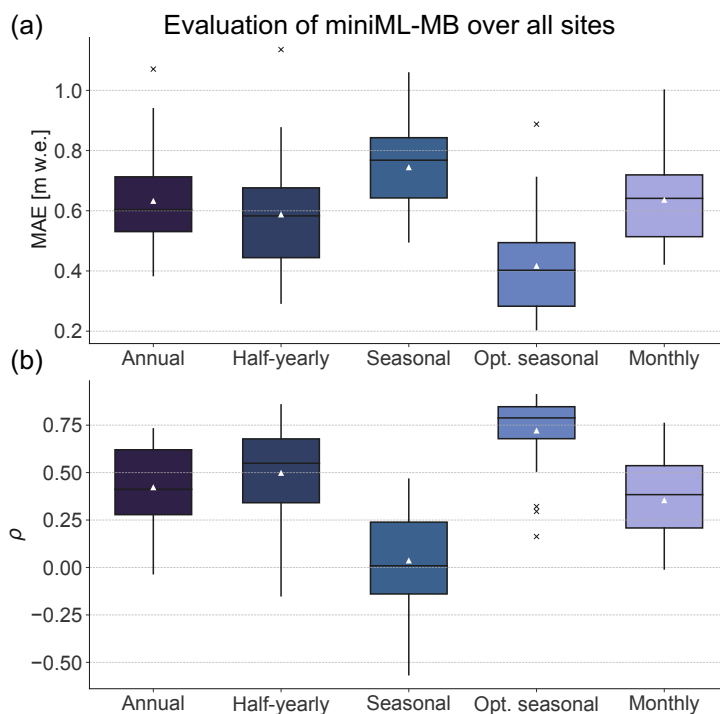 (a) Evaluation of miniML-MB over all sites
MAE [m w.e.]
1.0
0.8
0.6
0.4
0.2
Annual Half-yearly Seasonal Opt. seasonal Monthly
(b)
ρ
0.75
0.50
0.25
0.00
−0.25
−0.50
Annual Half-yearly Seasonal Opt. seasonal Monthly